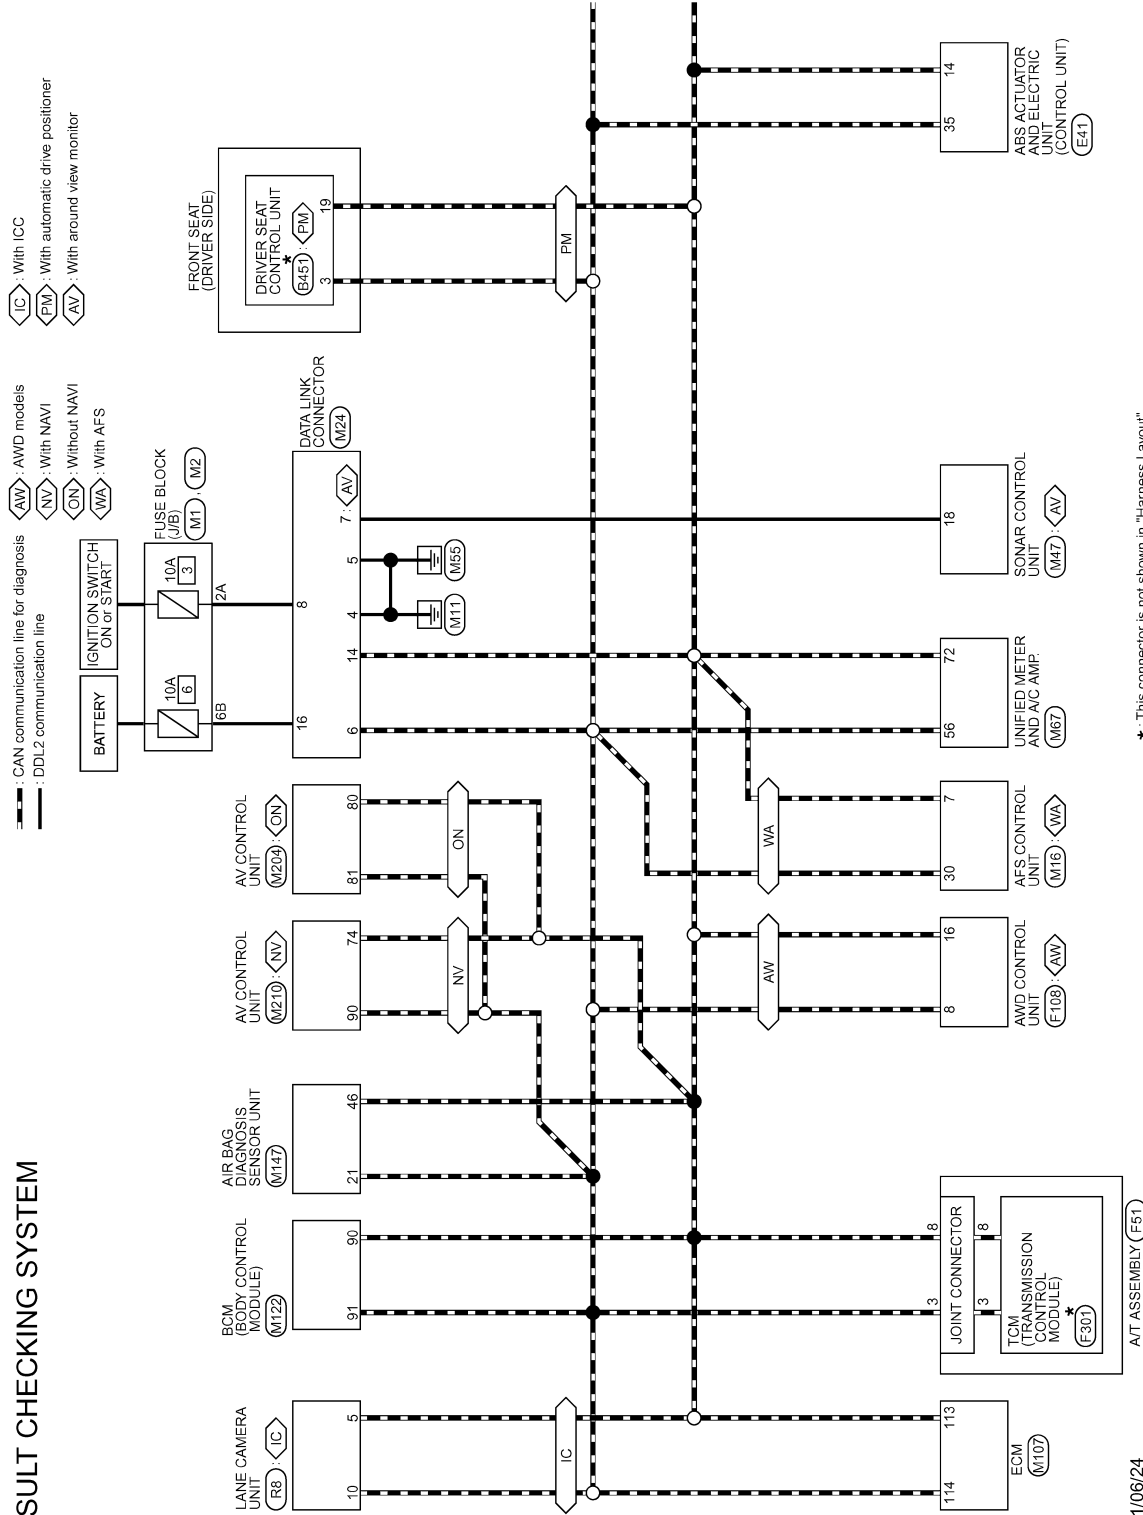 SULT CHECKING SYSTEM
: CAN communication line for diagnosis
: DDL2 communication line
AW : AWD models
NV : With NAVI
ON : Without NAVI
WA : With AFS
IC : With ICC
PM : With automatic drive positioner
AV : With around view monitor
BATTERY
IGNITION SWITCH
ON or START
FUSE BLOCK
(J/B)
M1 , M2
10A
6
10A
3
6B
2A
LANE CAMERA
UNIT
R8 : IC
10
5
BCM
(BODY CONTROL
MODULE)
M122
91
90
AIR BAG
DIAGNOSIS
SENSOR UNIT
M147
21
46
AV CONTROL
UNIT
M210 : NV
90
74
AV CONTROL
UNIT
M204 : ON
81
80
DATA LINK
CONNECTOR
M24
16
8
6
14
4
5
7 : AV
M11
M55
FRONT SEAT
(DRIVER SIDE)
DRIVER SEAT
CONTROL UNIT
*
B451 : PM
3
19
IC
NV
ON
PM
AW
WA
114
113
ECM
M107
3
8
JOINT CONNECTOR
3
8
TCM
(TRANSMISSION
CONTROL
MODULE)
*
F301
A/T ASSEMBLY F51
8
16
AWD CONTROL
UNIT
F108 : AW
30
7
AFS CONTROL
UNIT
M16 : WA
56
72
UNIFIED METER
AND A/C AMP.
M67
18
SONAR CONTROL
UNIT
M47 : AV
35
14
ABS ACTUATOR
AND ELECTRIC
UNIT
(CONTROL UNIT)
E41
1/06/24
* : This connector is not shown in "Harness Layout"